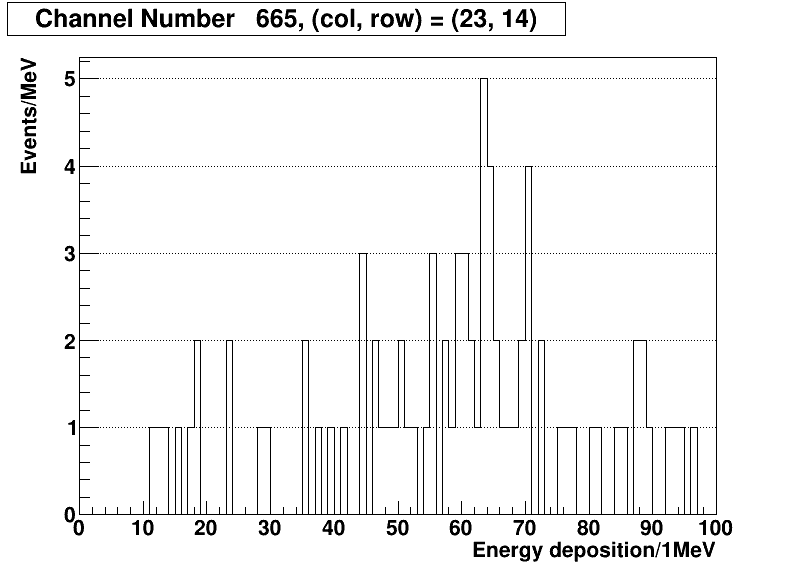 Channel Number 665, (col, row) = (23, 14)
Events/MeV
5
4
3
2
1
0
0 10 20 30 40 50 60 70 80 90 100
Energy deposition/1MeV